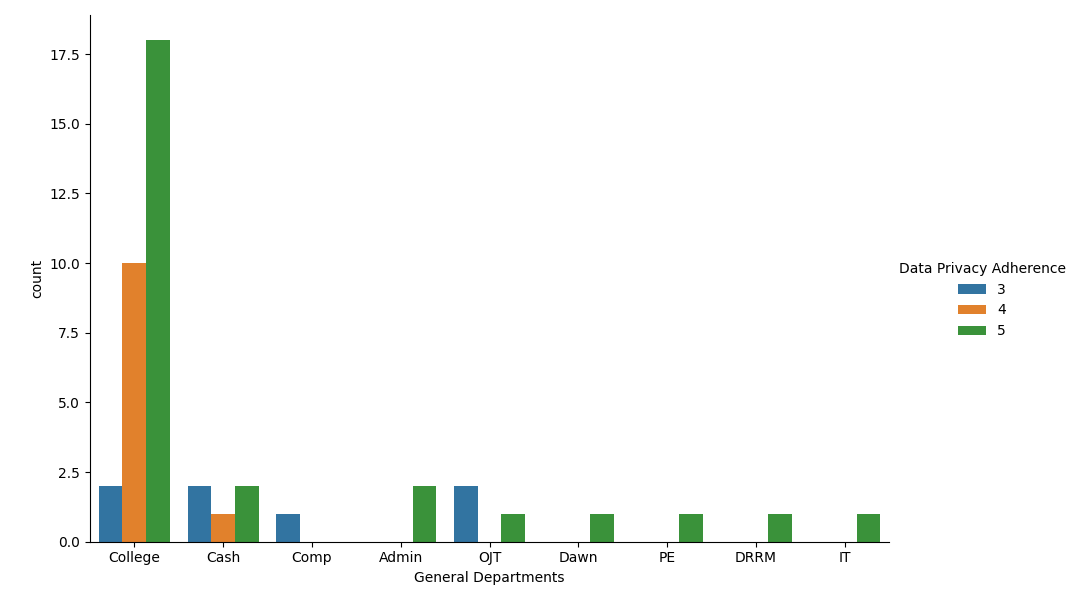 17.5
15.0
12.5
10.0
7.5
5.0
2.5
0.0
count
College Cash Comp Admin OJT Dawn PE DRRM IT
General Departments
Data Privacy Adherence
3
4
5